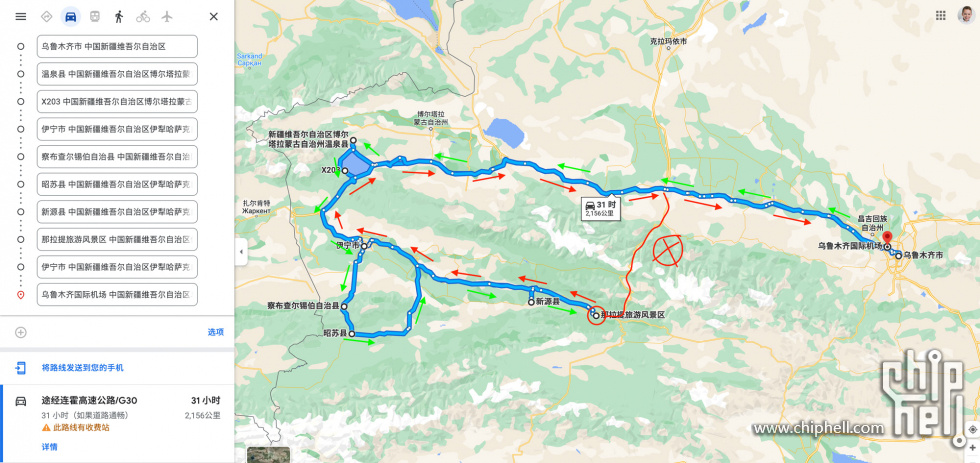 乌鲁木齐市 中国新疆维吾尔自治区
温泉县 中国新疆维吾尔自治区博尔塔拉蒙
X203 中国新疆维吾尔自治区博尔塔拉蒙古
伊宁市 中国新疆维吾尔自治区伊犁哈萨克
察布查尔锡伯自治县 中国新疆维吾尔自治
昭苏县 中国新疆维吾尔自治区伊犁哈萨克
新源县 中国新疆维吾尔自治区伊犁哈萨克
那拉提旅游风景区 中国新疆维吾尔自治区
伊宁市 中国新疆维吾尔自治区伊犁哈萨克
乌鲁木齐国际机场 中国新疆维吾尔自治区
选项
将路线发送到您的手机
途经连霍高速公路/G30
31 小时
31 小时（如果道路通畅）
2,156公里
此路线有收费站
详情
Sarkand
Сарқан
克拉玛依市
博尔塔拉
蒙古自治州
新疆维吾尔自治区博尔
塔拉蒙古自治州温泉县
X203
扎尔肯特
Жаркент
31 时
2,156公里
昌吉回族
自治州
乌鲁木齐国际机场
乌鲁木齐市
伊宁市
察布查尔锡伯自治县
新源县
那拉提旅游风景区
昭苏县
chip
hell
www.chiphell.com